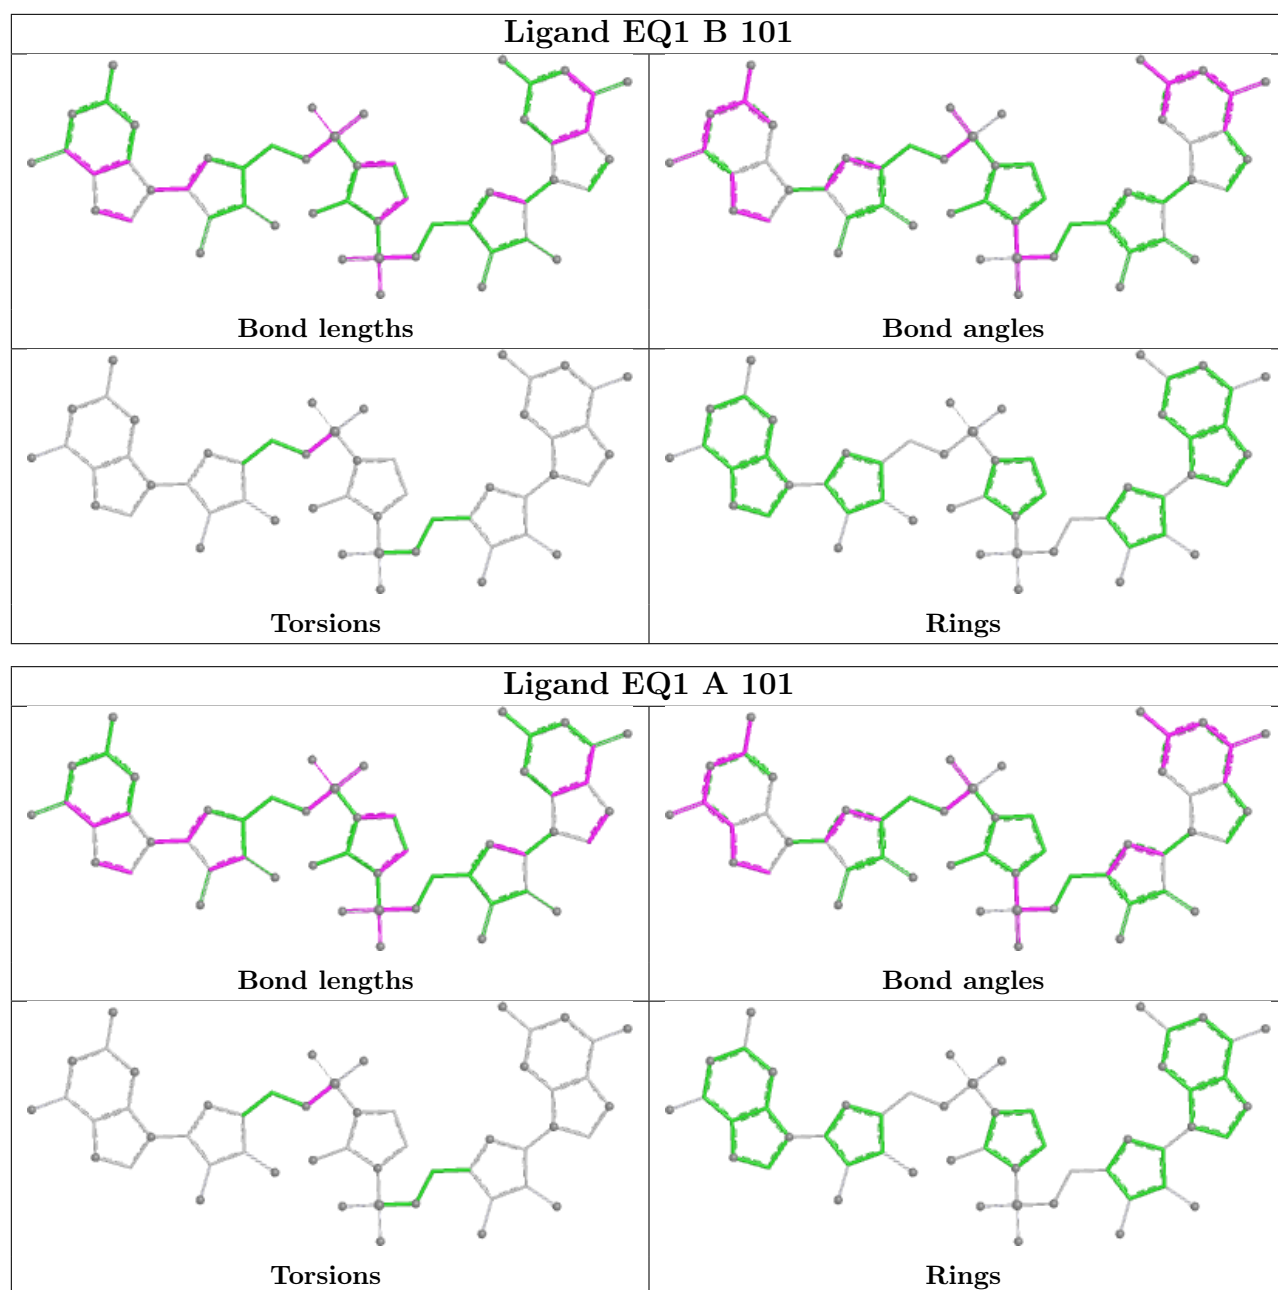 Ligand EQ1 B 101
Bond lengths
Bond angles
Torsions
Rings
Ligand EQ1 A 101
Bond lengths
Bond angles
Torsions
Rings